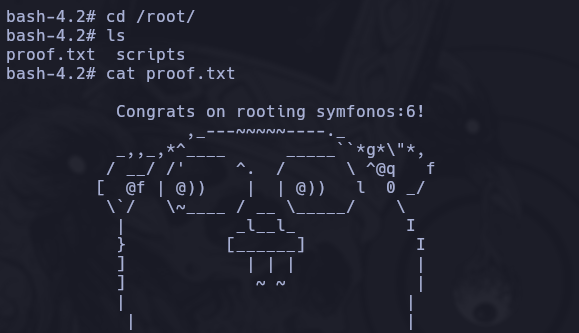 bash-4.2# cd /root/
bash-4.2# ls
proof.txt  scripts
bash-4.2# cat proof.txt

           Congrats on rooting symfonos:6!
                  ,_---~~~~~----._
           _,,_,*^____      _____``*g*\"*,
          / __/ /'     ^.  /      \ ^@q   f
         [  @f | @))    |  | @))   l  0 _/
          \`/   \~____ / __ \_____/    \
           |           _l__l_           I
           }          [______]           I
           ]            | | |            |
           ]             ~ ~             |
           |                            |
            |                           |